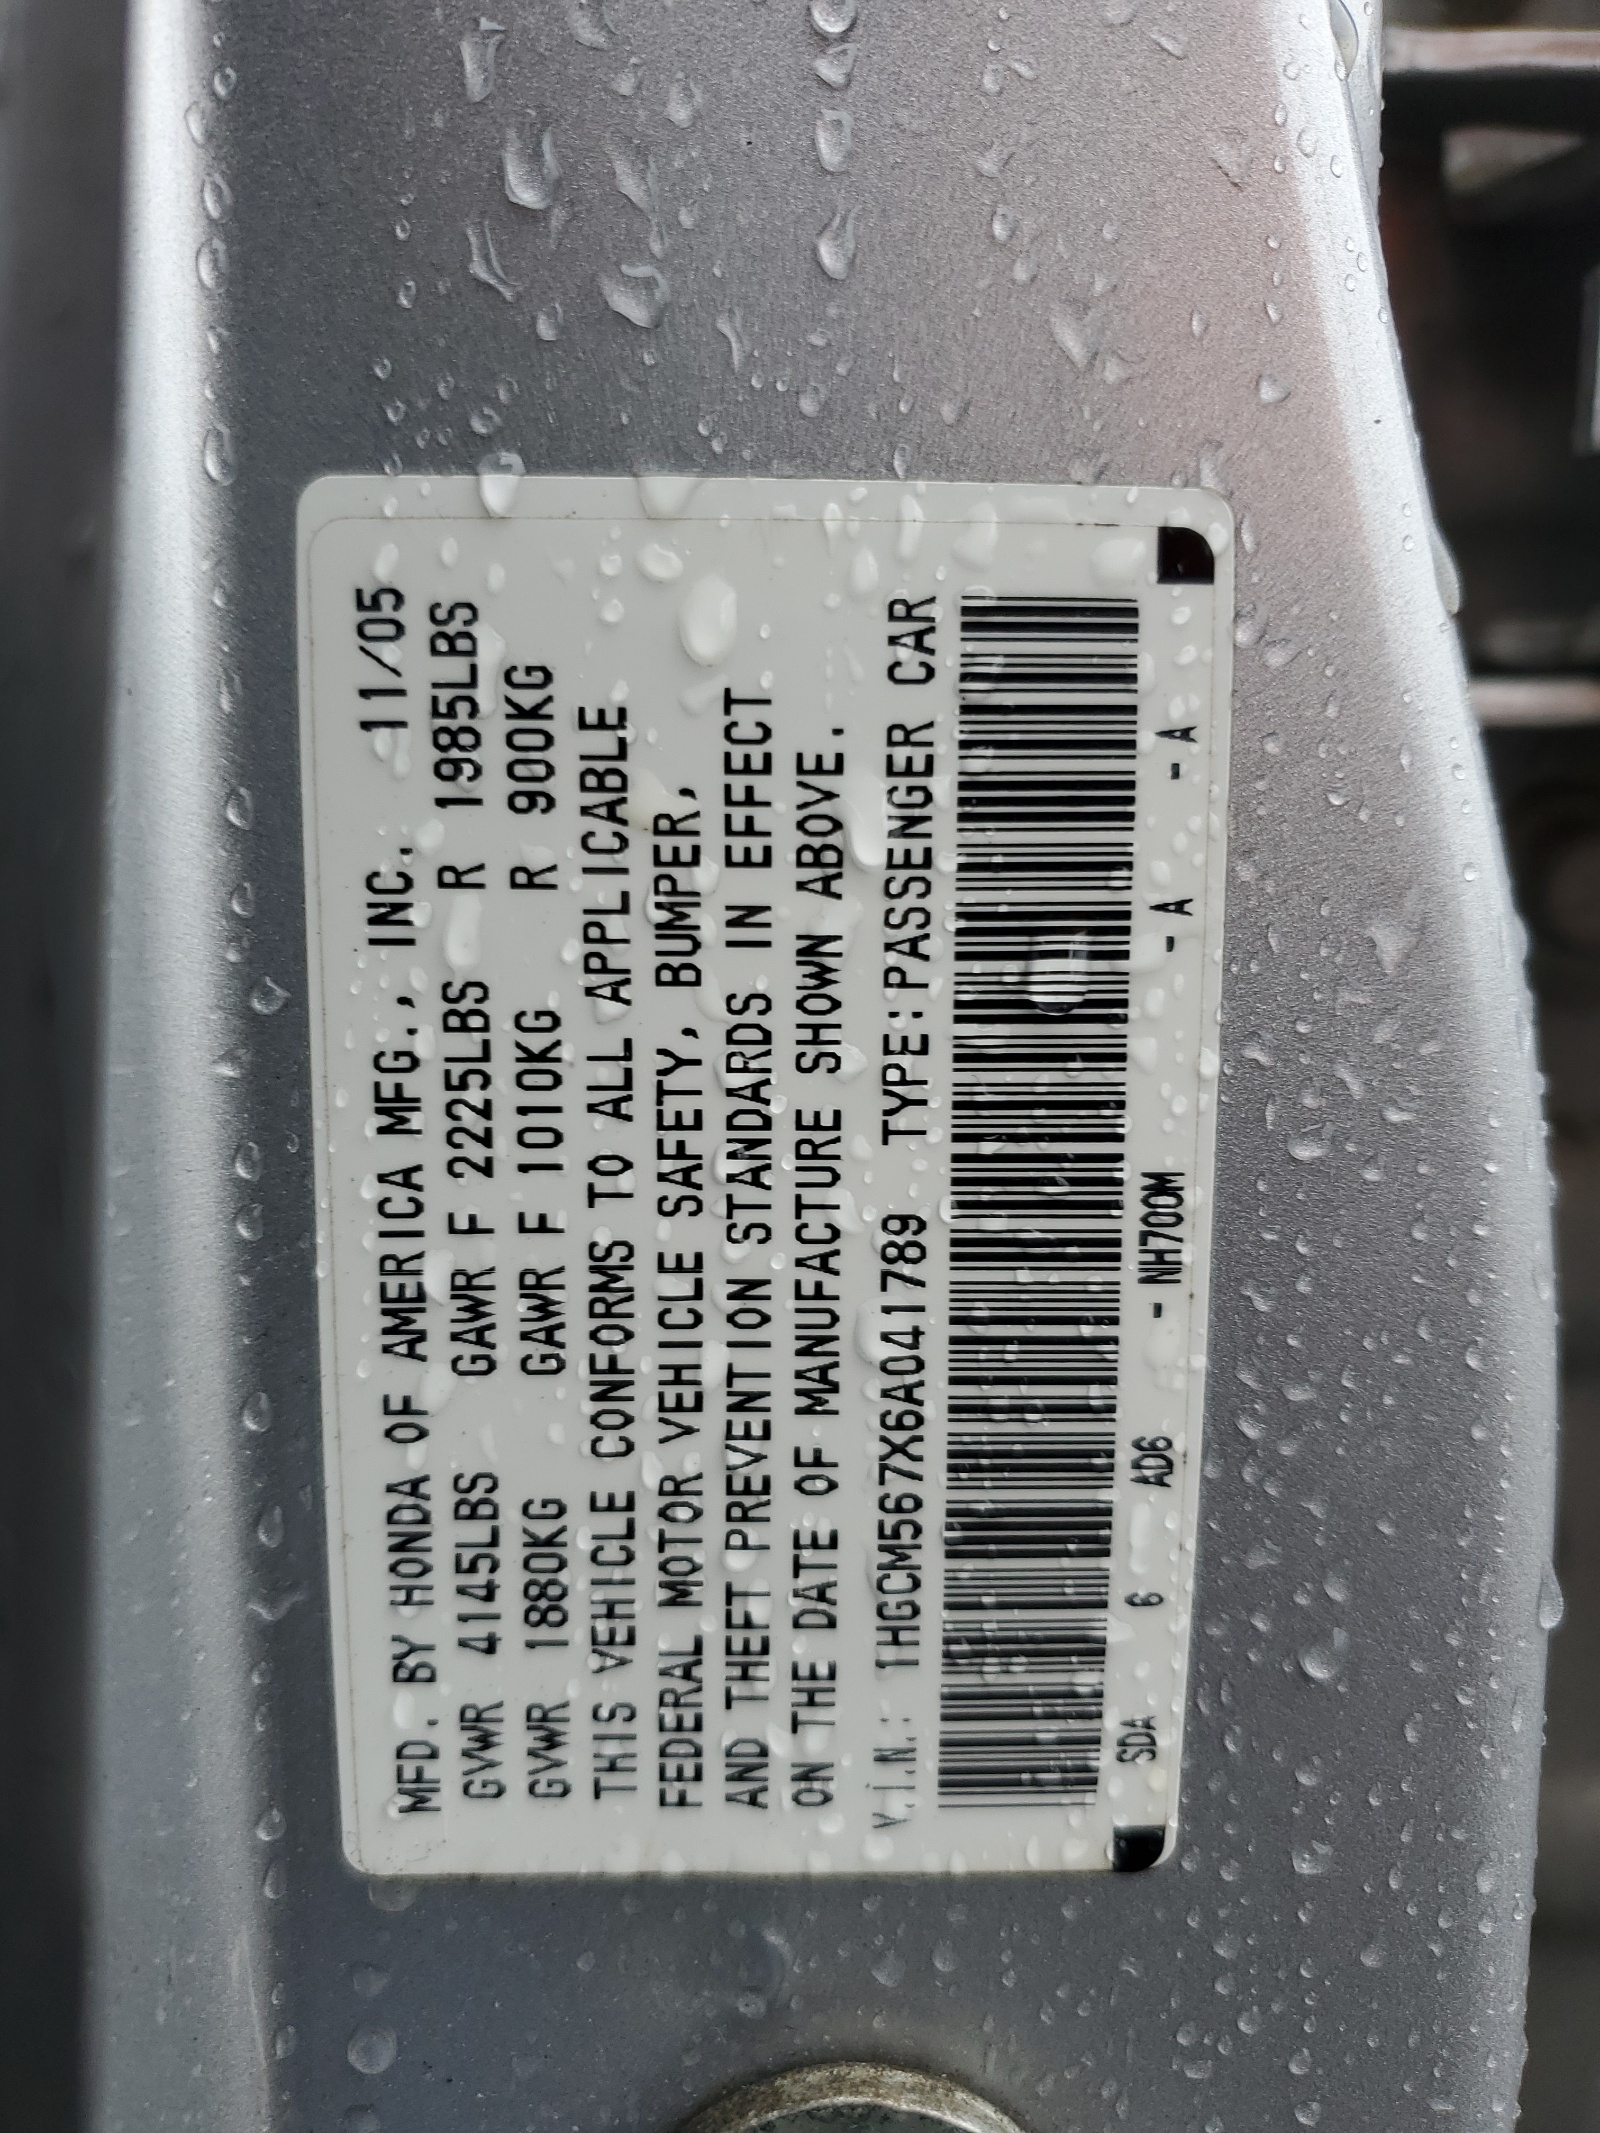 MFD. BY HONDA OF AMERICA MFG., INC. 11/05
GVWR 4145LBS GAWR F 2225LBS R 1985LBS
GVWR 1880KG GAWR F 1010KG R 900KG
THIS VEHICLE CONFORMS TO ALL APPLICABLE
FEDERAL MOTOR VEHICLE SAFETY, BUMPER,
AND THEFT PREVENTION STANDARDS IN EFFECT
ON THE DATE OF MANUFACTURE SHOWN ABOVE.
V.I.N.: 1HGCM567X6A041789 TYPE:PASSENGER CAR
SDA 6 AD6 - NH700M - A - A